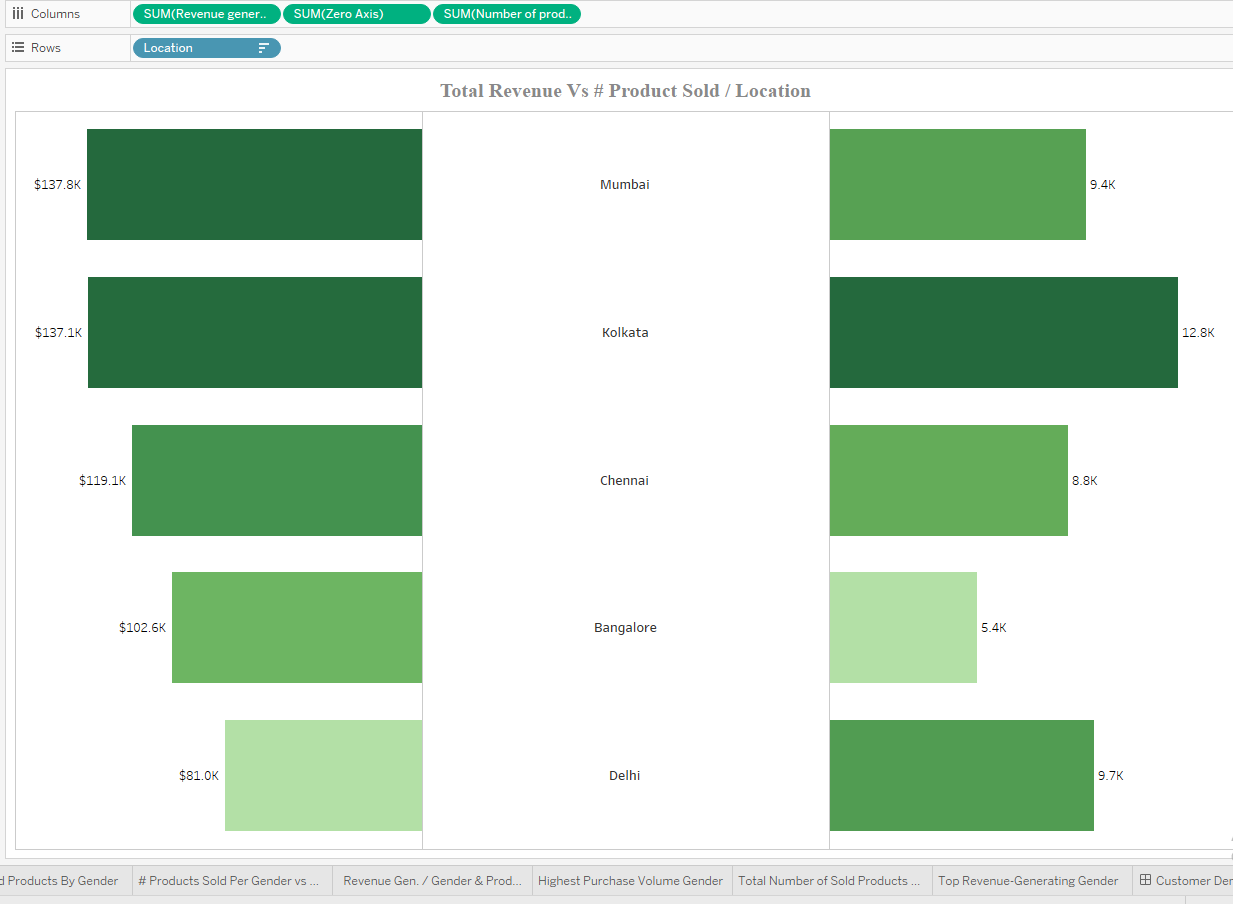 Columns SUM(Revenue gener.. SUM(Zero Axis) SUM(Number of prod..
Rows Location
Total Revenue Vs # Product Sold / Location
$137.8K Mumbai 9.4K
$137.1K Kolkata 12.8K
$119.1K Chennai 8.8K
$102.6K Bangalore 5.4K
$81.0K Delhi 9.7K
d Products By Gender # Products Sold Per Gender vs ... Revenue Gen. / Gender & Prod... Highest Purchase Volume Gender Total Number of Sold Products ... Top Revenue-Generating Gender Customer Der